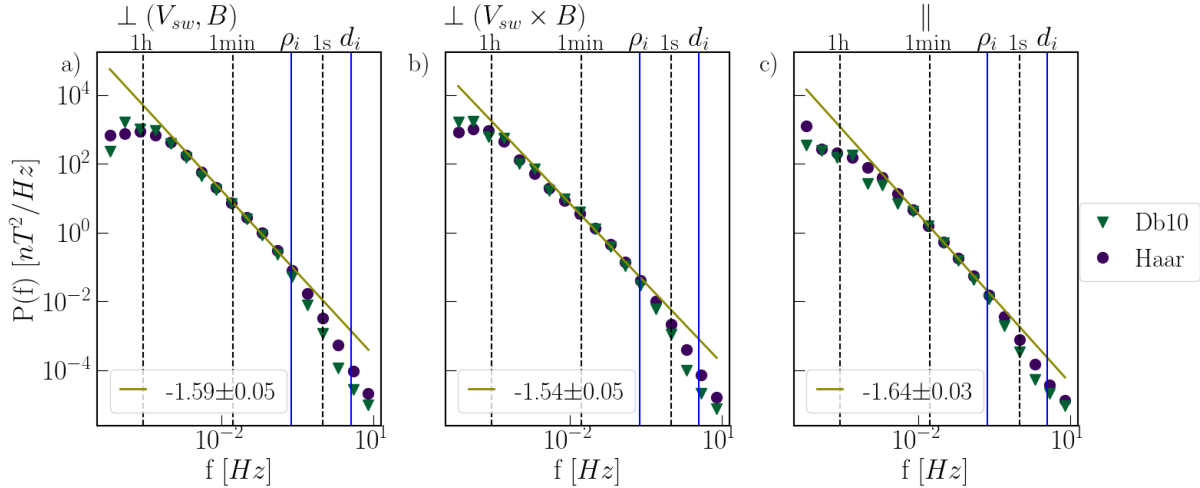 ⊥ (V_sw, B)
⊥ (V_sw × B)
∥
1h 1min ρ_i 1s d_i
1h 1min ρ_i 1s d_i
1h 1min ρ_i 1s d_i
a)
b)
c)
P(f) [nT^2/Hz]
10^4
10^2
10^0
10^−2
10^−4
Db10
Haar
-1.59±0.05
-1.54±0.05
-1.64±0.03
10^−2 10^1
10^−2 10^1
10^−2 10^1
f [Hz]
f [Hz]
f [Hz]